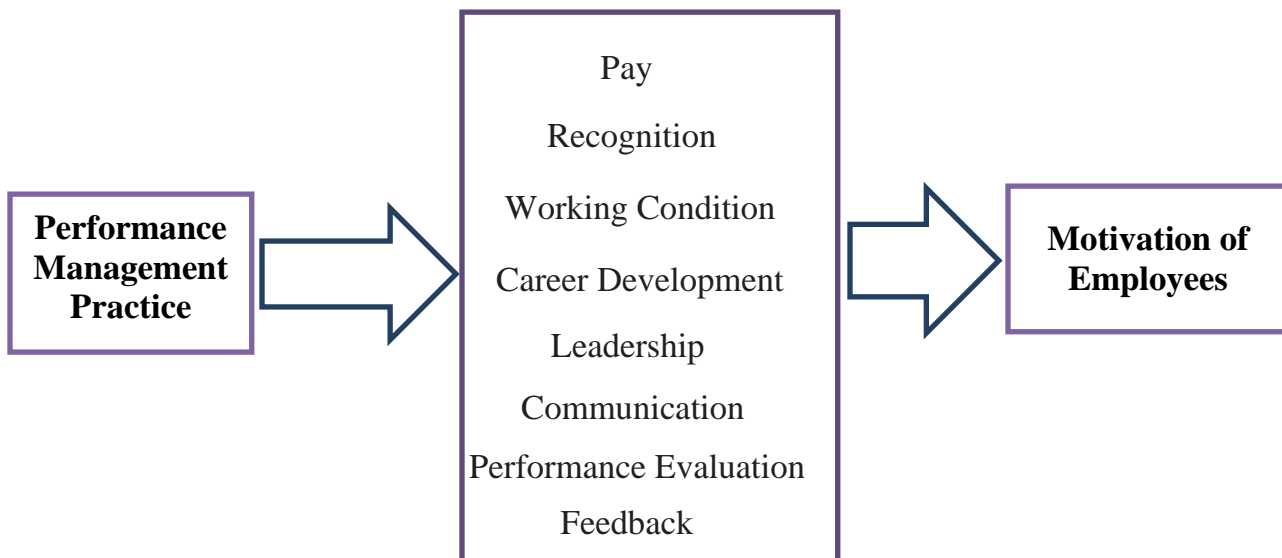 Performance
Management
Practice
Pay
Recognition
Working Condition
Career Development
Leadership
Communication
Performance Evaluation
Feedback
Motivation of
Employees